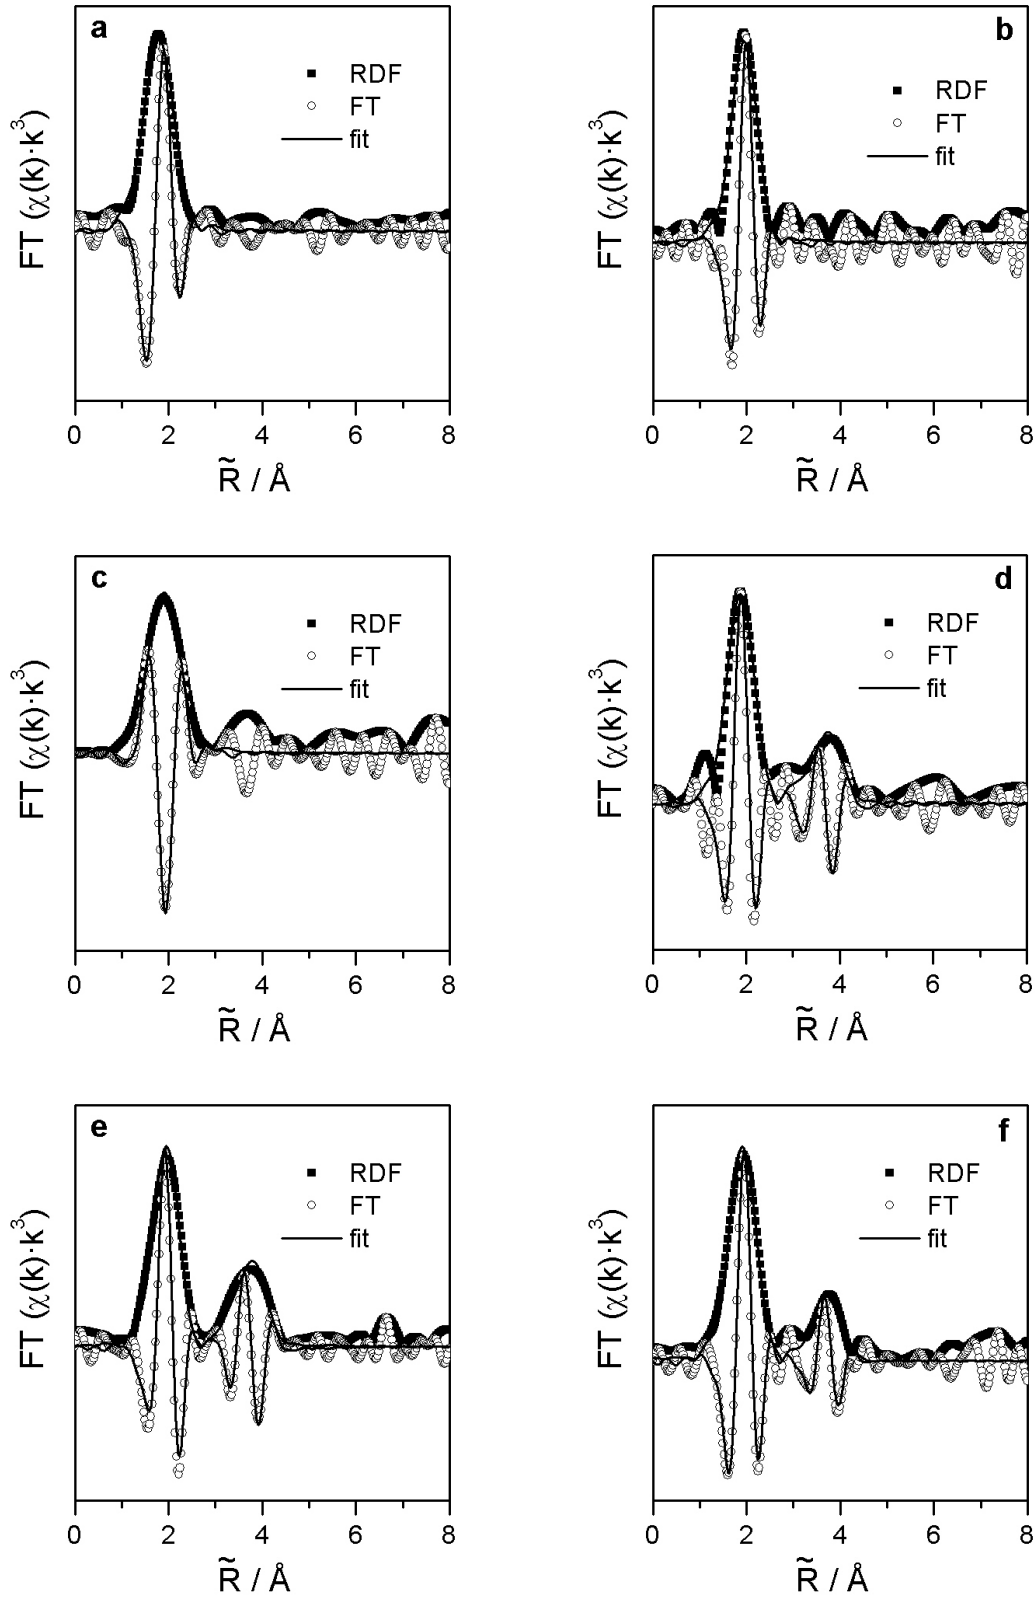 a
RDF
FT
fit
FT (χ(k)·k³)
0 2 4 6 8
R̃ / Å
b
RDF
FT
fit
FT (χ(k)·k³)
0 2 4 6 8
R̃ / Å
c
RDF
FT
fit
FT (χ(k)·k³)
0 2 4 6 8
R̃ / Å
d
RDF
FT
fit
FT (χ(k)·k³)
0 2 4 6 8
R̃ / Å
e
RDF
FT
fit
FT (χ(k)·k³)
0 2 4 6 8
R̃ / Å
f
RDF
FT
fit
FT (χ(k)·k³)
0 2 4 6 8
R̃ / Å